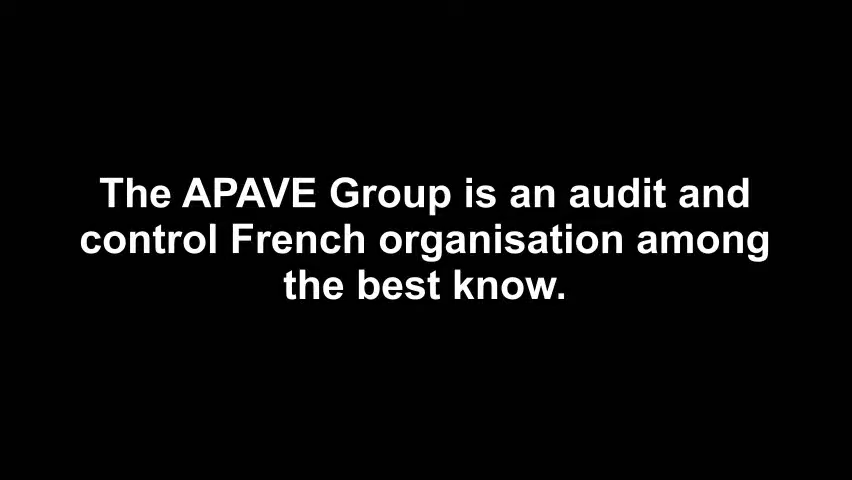 The APAVE Group is an audit and
control French organisation among
the best know.